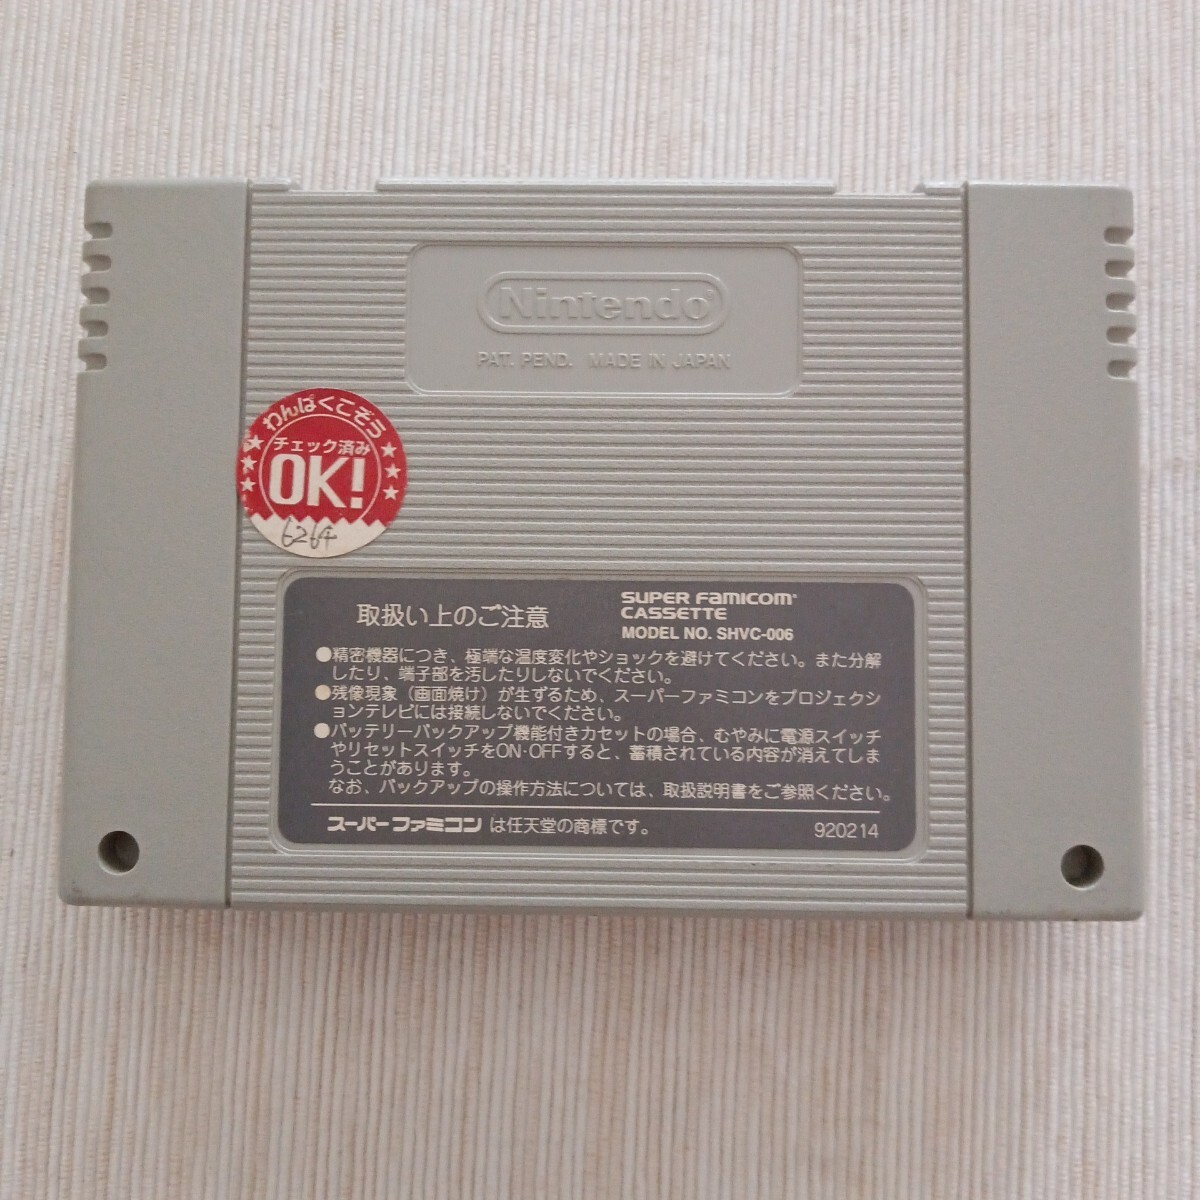 Nintendo
PAT. PEND. MADE IN JAPAN
わんぱくこぞう
チェック済み
OK!
6264
取扱い上のご注意
SUPER FAMICOM
CASSETTE
MODEL NO. SHVC-006
●精密機器につき、極端な温度変化やショックを避けてください。また分解
したり、端子部を汚したりしないでください。
●残像現象（画面焼け）が生ずるため、スーパーファミコンをプロジェクシ
ョンテレビには接続しないでください。
●バッテリーバックアップ機能付きカセットの場合、むやみに電源スイッチ
やリセットスイッチをON·OFFすると、蓄積されている内容が消えてしま
うことがあります。
なお、バックアップの操作方法については、取扱説明書をご参照ください。
スーパーファミコン は任天堂の商標です。
920214